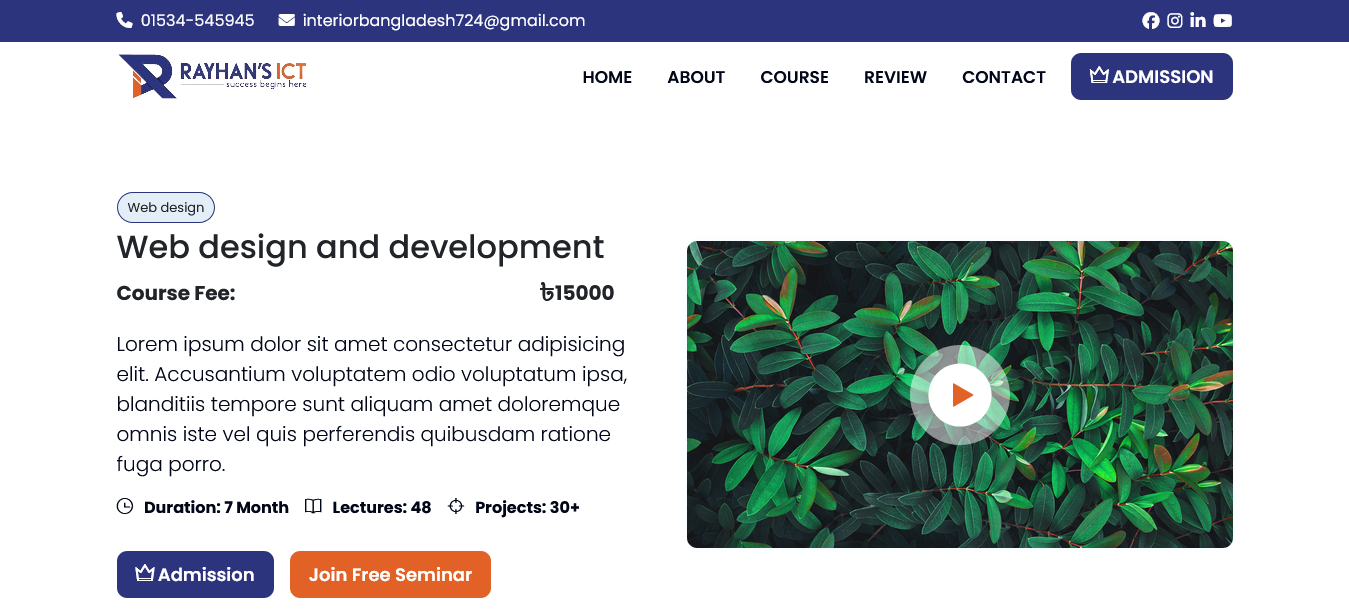 01534-545945 interiorbangladesh724@gmail.com
RAYHAN'S ICT
success begins here
HOME ABOUT COURSE REVIEW CONTACT ADMISSION
Web design
Web design and development
Course Fee: ৳15000
Lorem ipsum dolor sit amet consectetur adipisicing
elit. Accusantium voluptatem odio voluptatum ipsa,
blanditiis tempore sunt aliquam amet doloremque
omnis iste vel quis perferendis quibusdam ratione
fuga porro.
Duration: 7 Month Lectures: 48 Projects: 30+
Admission Join Free Seminar